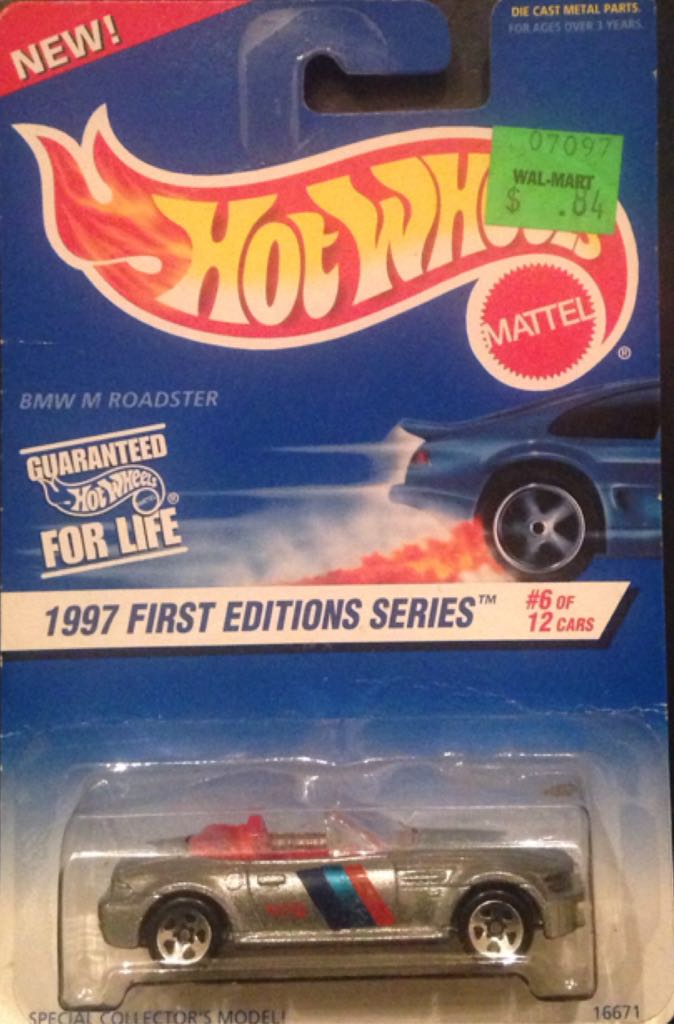 NEW!
DIE CAST METAL PARTS.
FOR AGES OVER 3 YEARS.
07097
WAL-MART
$ .84
HOT WHEELS
MATTEL
®
BMW M ROADSTER
GUARANTEED
HOT WHEELS
MATTEL
®
FOR LIFE
1997 FIRST EDITIONS SERIES™
#6 OF
12 CARS
SPECIAL COLLECTOR'S MODEL!
16671